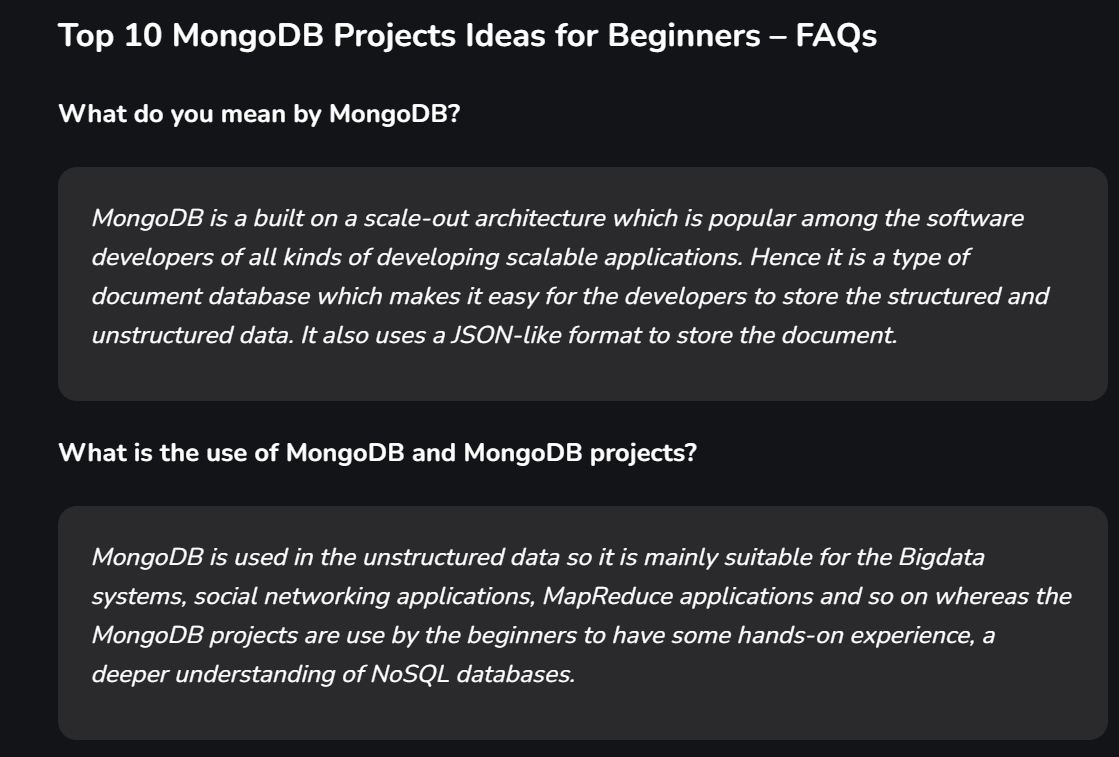 Top 10 MongoDB Projects Ideas for Beginners – FAQs
What do you mean by MongoDB?
MongoDB is a built on a scale-out architecture which is popular among the software
developers of all kinds of developing scalable applications. Hence it is a type of
document database which makes it easy for the developers to store the structured and
unstructured data. It also uses a JSON-like format to store the document.
What is the use of MongoDB and MongoDB projects?
MongoDB is used in the unstructured data so it is mainly suitable for the Bigdata
systems, social networking applications, MapReduce applications and so on whereas the
MongoDB projects are use by the beginners to have some hands-on experience, a
deeper understanding of NoSQL databases.